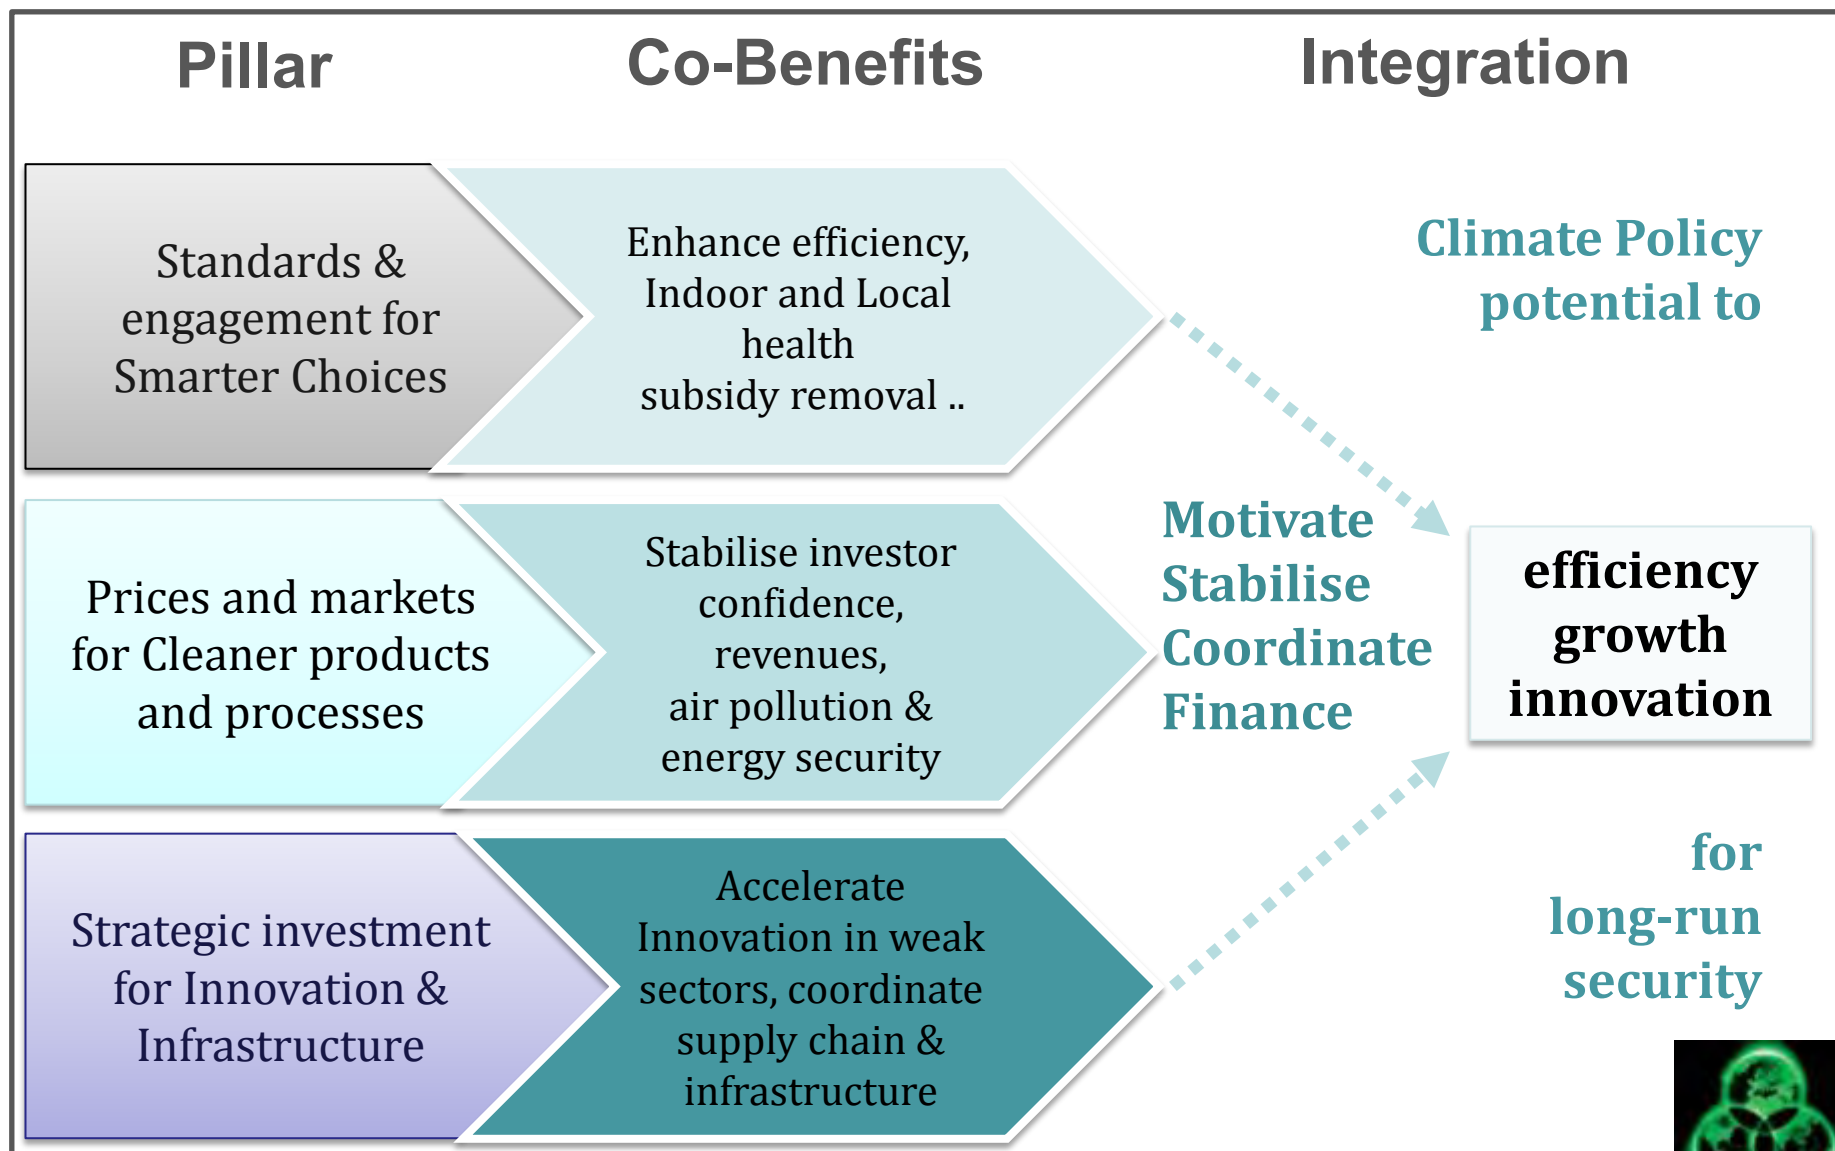 Pillar
Co-Benefits
Integration
Standards &
engagement for
Smarter Choices
Enhance efficiency,
Indoor and Local
health
subsidy removal ..
Climate Policy
potential to
Prices and markets
for Cleaner products
and processes
Stabilise investor
confidence,
revenues,
air pollution &
energy security
Motivate
Stabilise
Coordinate
Finance
efficiency
growth
innovation
Strategic investment
for Innovation &
Infrastructure
Accelerate
Innovation in weak
sectors, coordinate
supply chain &
infrastructure
for
long-run
security